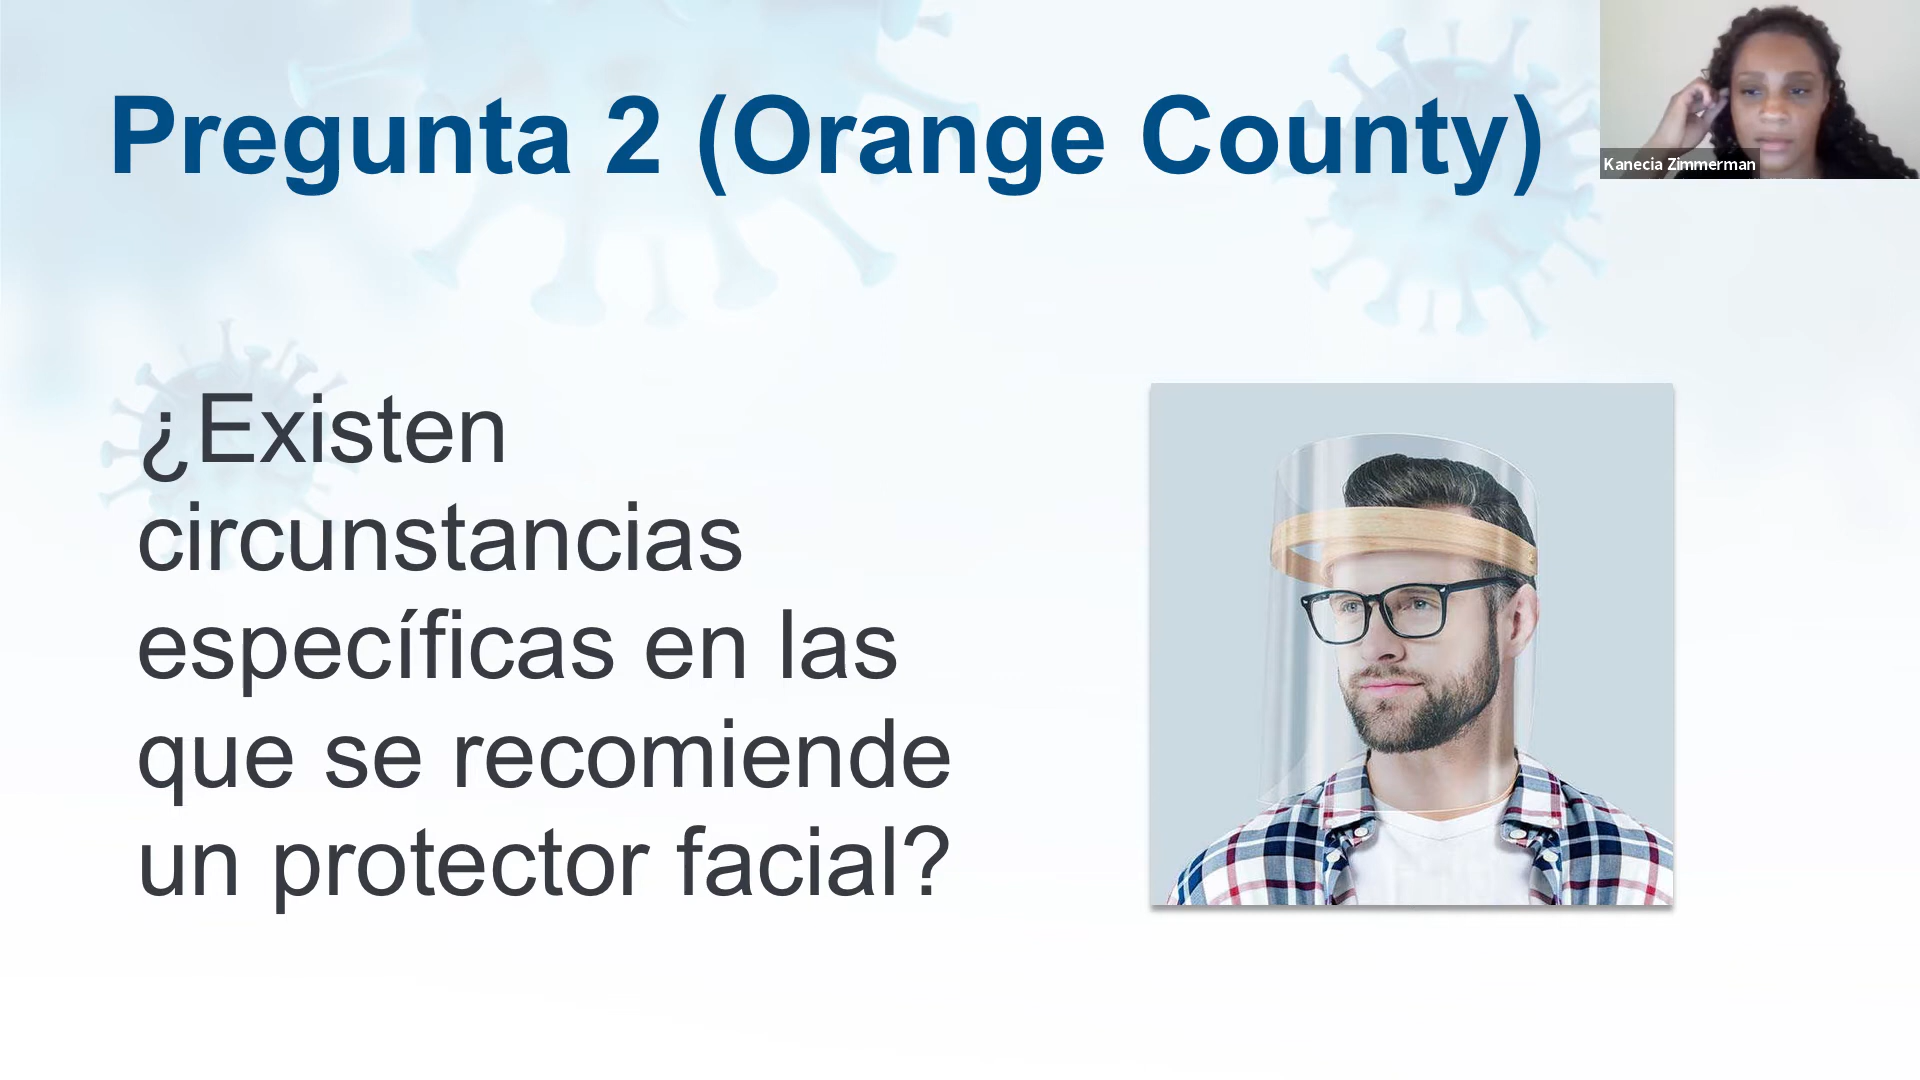 Pregunta 2 (Orange County)
Kanecia Zimmerman
¿Existen
circunstancias
específicas en las
que se recomiende
un protector facial?